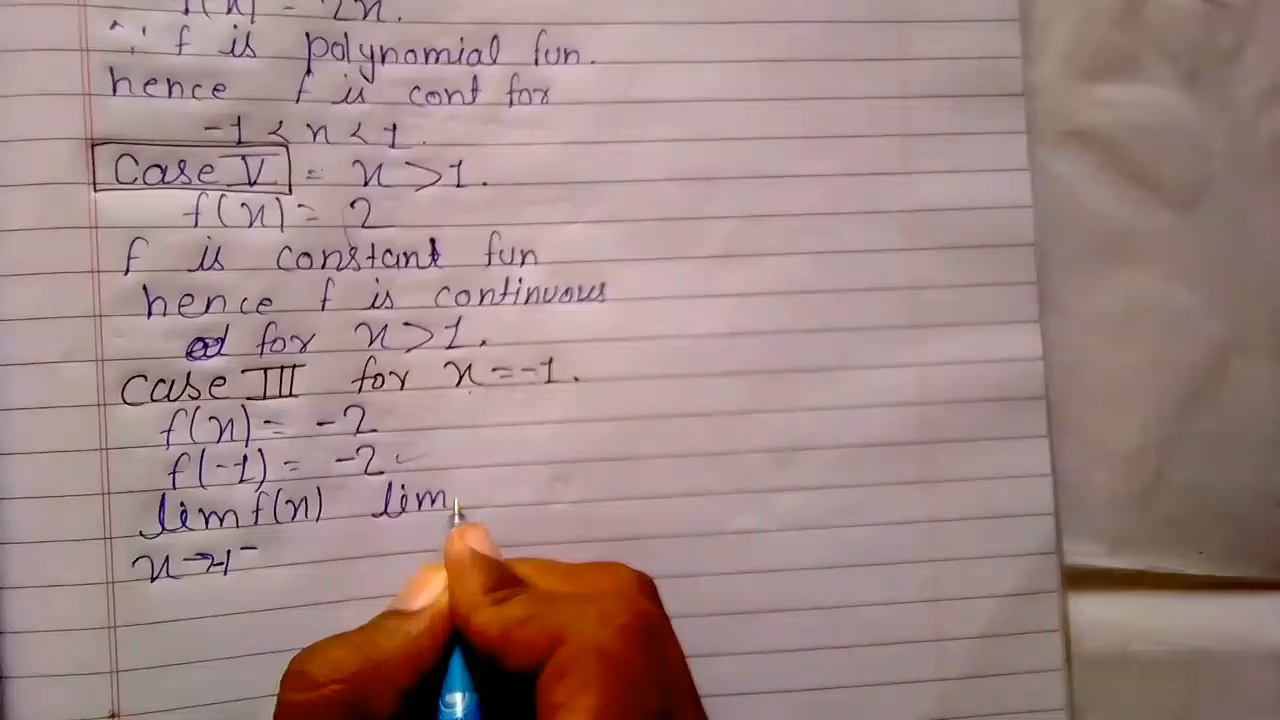 f(x) = 2x.
∵ f is polynomial fun.
hence f is cont for
-1 < x < 1.
Case V = x > 1.
f(x) = 2
f is constant fun
hence f is continuous
for x > 1.
Case III for x = -1.
f(x) = -2
f(-1) = -2
lim f(x) lim
x→-1⁻